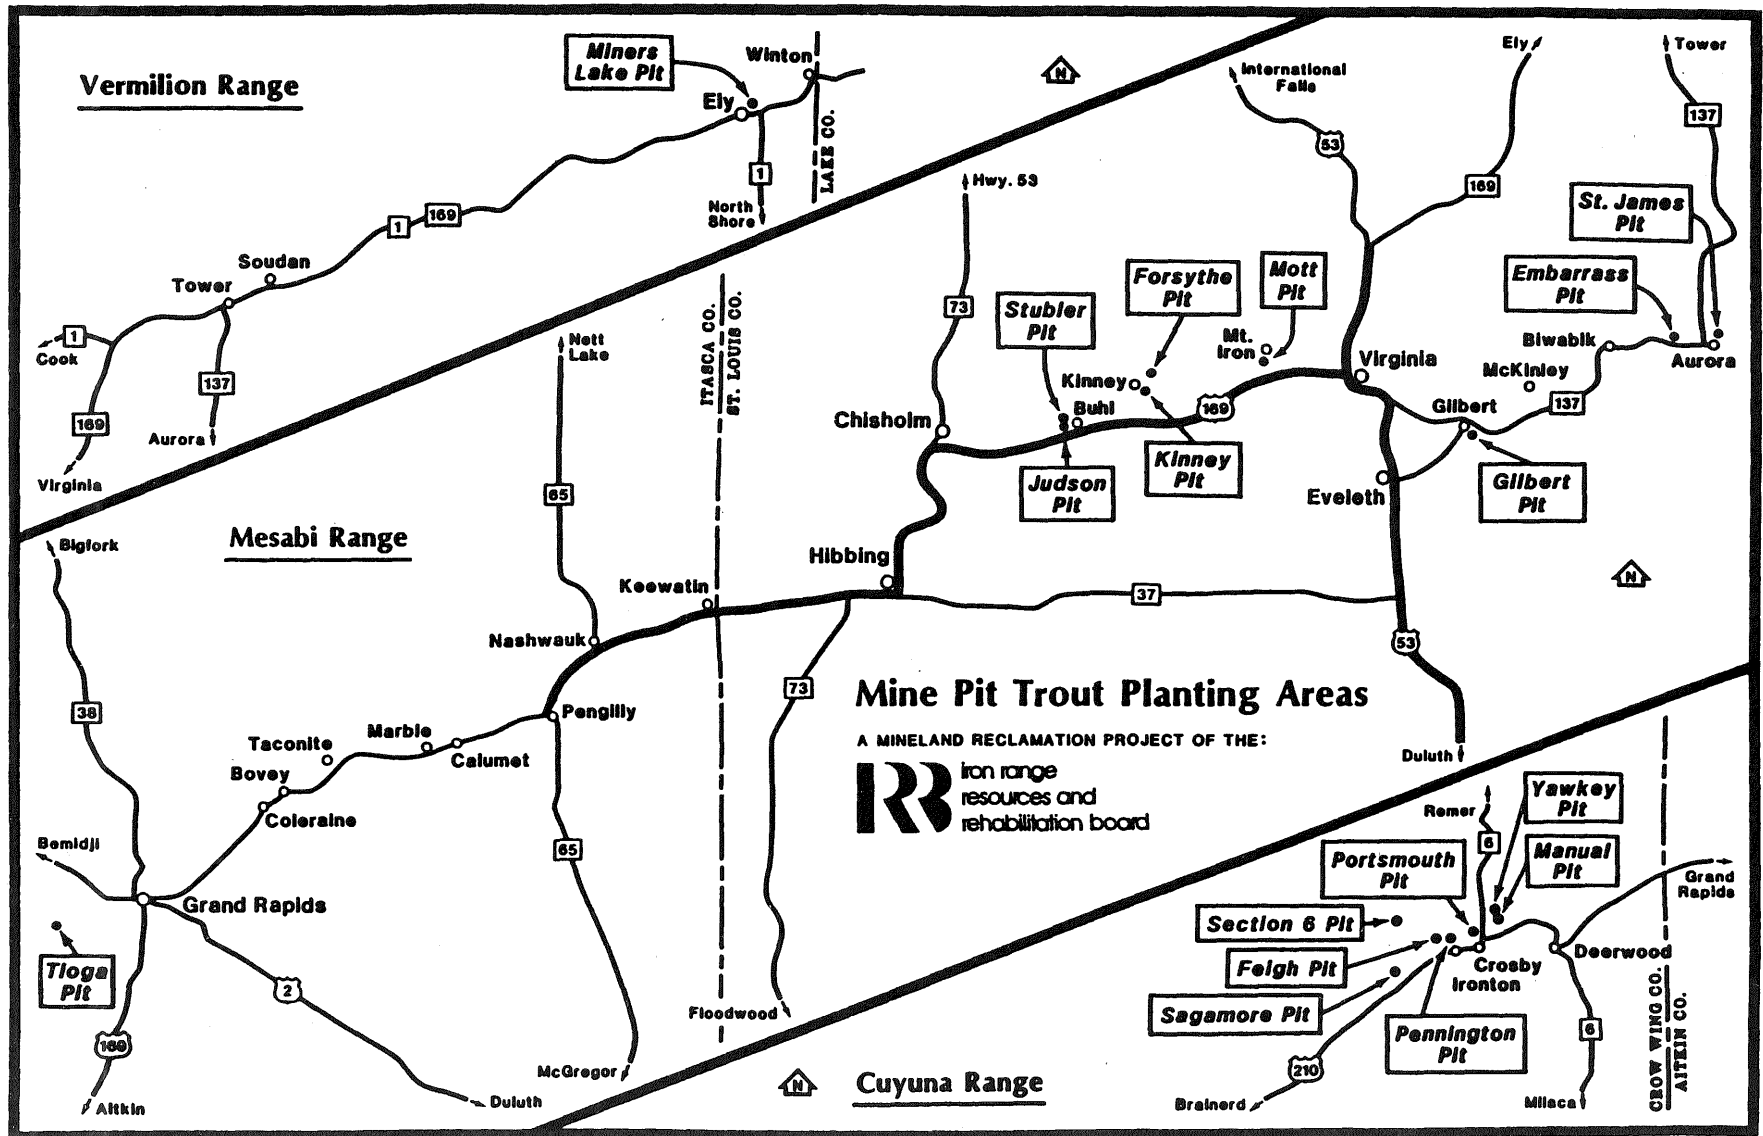 Vermilion Range
Miners
Lake Pit
Winton
Ely
LAKE CO.
1
North
Shore
169
1
Soudan
Tower
1
Cook
137
169
Aurora
Virginia
Mesabi Range
Bigfork
Nett
Lake
ITASCA CO.
ST. LOUIS CO.
65
Keewatin
Nashwauk
Pengilly
38
Marble
Calumet
Taconite
Bovey
Coleraine
Bemidji
Grand Rapids
Tioga
Pit
169
Aitkin
2
Duluth
65
McGregor
73
Floodwood
Hibbing
37
Chisholm
73
Hwy. 53
Stubler
Pit
Judson
Pit
Buhl
Kinney
Forsythe
Pit
Kinney
Pit
169
Mt.
Iron
Mott
Pit
N
International
Falls
53
Ely
169
Tower
137
St. James
Pit
Embarrass
Pit
Virginia
Biwabik
Aurora
McKinley
137
Gilbert
Gilbert
Pit
Eveleth
N
53
Duluth
Mine Pit Trout Planting Areas
A MINELAND RECLAMATION PROJECT OF THE:
IRRB
iron range
resources and
rehabilitation board
Cuyuna Range
N
Remer
6
Yawkey
Pit
Manual
Pit
Portsmouth
Pit
Section 6 Pit
Feigh Pit
Sagamore Pit
Pennington
Pit
Crosby
Ironton
Deerwood
Grand
Rapids
210
Brainerd
6
Milaca
CROW WING CO.
AITKIN CO.